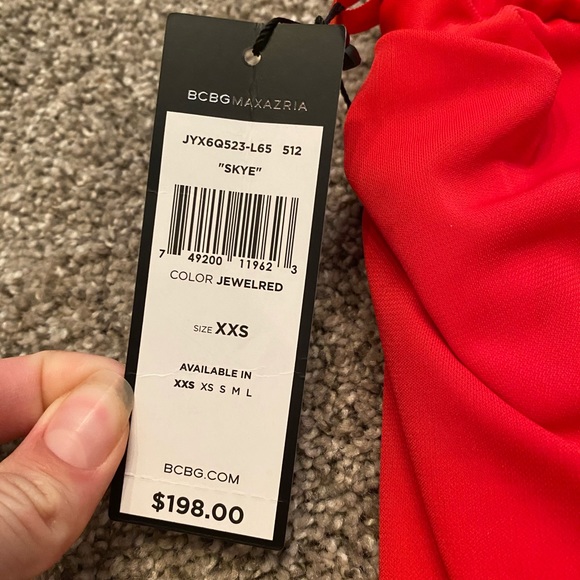 BCBGMAXAZRIA
JYX6Q523-L65 512
"SKYE"
7 49200 11962 3
COLOR JEWELRED
SIZE XXS
AVAILABLE IN
XXS XS S M L
BCBG.COM
$198.00